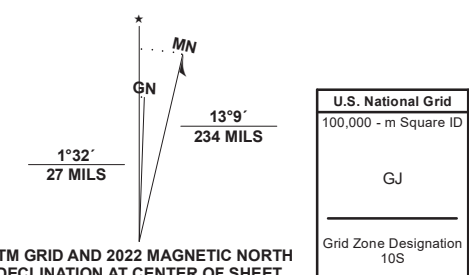 ★
MN
GN
13°9´
234 MILS
1°32´
27 MILS
TM GRID AND 2022 MAGNETIC NORTH
DECLINATION AT CENTER OF SHEET
U.S. National Grid
100,000 - m Square ID
GJ
Grid Zone Designation
10S